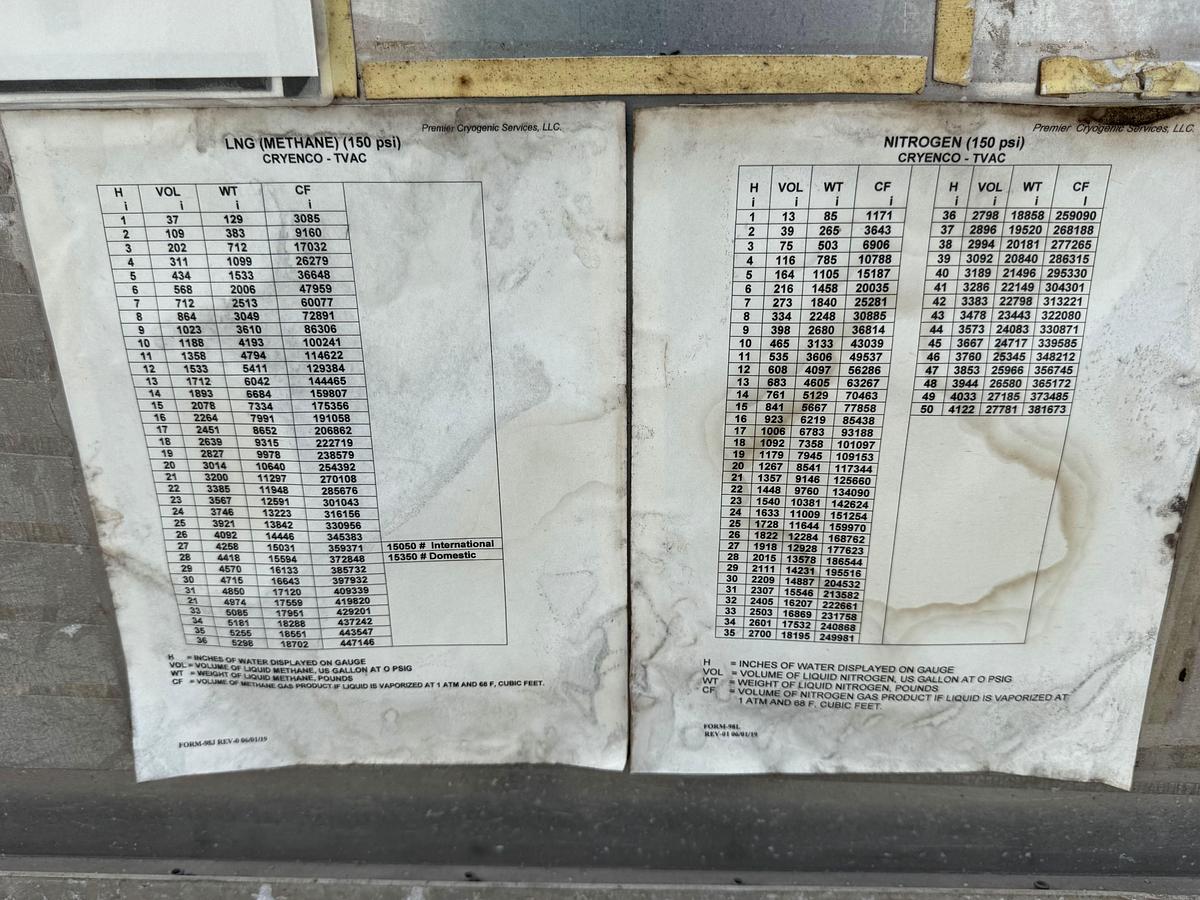 Premier Cryogenic Services, LLC.
LNG (METHANE) (150 psi)
CRYENCO - TVAC
H VOL WT CF
i i i i
1 37 129 3085
2 109 383 9160
3 202 712 17032
4 311 1099 26279
5 434 1533 36648
6 568 2006 47959
7 712 2513 60077
8 864 3049 72891
9 1023 3610 86306
10 1188 4193 100241
11 1358 4794 114622
12 1533 5411 129384
13 1712 6042 144465
14 1893 6684 159807
15 2078 7334 175356
16 2264 7991 191058
17 2451 8652 206862
18 2639 9315 222719
19 2827 9978 238579
20 3014 10640 254392
21 3200 11297 270108
22 3385 11948 285676
23 3567 12591 301043
24 3746 13223 316156
25 3921 13842 330956
26 4092 14446 345383
27 4258 15031 359371 15050 # International
28 4418 15594 372848 15350 # Domestic
29 4570 16133 385732
30 4715 16643 397932
31 4850 17120 409339
21 4974 17559 419820
33 5085 17951 429201
34 5181 18288 437242
35 5255 18551 443547
36 5298 18702 447146
H = INCHES OF WATER DISPLAYED ON GAUGE
VOL = VOLUME OF LIQUID METHANE, US GALLON AT O PSIG
WT = WEIGHT OF LIQUID METHANE, POUNDS
CF = VOLUME OF METHANE GAS PRODUCT IF LIQUID IS VAPORIZED AT 1 ATM AND 68 F, CUBIC FEET.
FORM-98J REV-0 06/01/19
Premier Cryogenic Services, LLC.
NITROGEN (150 psi)
CRYENCO - TVAC
H VOL WT CF
i i i i
1 13 85 1171
2 39 265 3643
3 75 503 6906
4 116 785 10788
5 164 1105 15187
6 216 1458 20035
7 273 1840 25281
8 334 2248 30885
9 398 2680 36814
10 465 3133 43039
11 535 3606 49537
12 608 4097 56286
13 683 4605 63267
14 761 5129 70463
15 841 5667 77858
16 923 6219 85438
17 1006 6783 93188
18 1092 7358 101097
19 1179 7945 109153
20 1267 8541 117344
21 1357 9146 125660
22 1448 9760 134090
23 1540 10381 142624
24 1633 11009 151254
25 1728 11644 159970
26 1822 12284 168762
27 1918 12928 177623
28 2015 13578 186544
29 2111 14231 195516
30 2209 14887 204532
31 2307 15546 213582
32 2405 16207 222661
33 2503 16869 231758
34 2601 17532 240868
35 2700 18195 249981
H VOL WT CF
i i i i
36 2798 18858 259090
37 2896 19520 268188
38 2994 20181 277265
39 3092 20840 286315
40 3189 21496 295330
41 3286 22149 304301
42 3383 22798 313221
43 3478 23443 322080
44 3573 24083 330871
45 3667 24717 339585
46 3760 25345 348212
47 3853 25966 356745
48 3944 26580 365172
49 4033 27185 373485
50 4122 27781 381673
H = INCHES OF WATER DISPLAYED ON GAUGE
VOL = VOLUME OF LIQUID NITROGEN, US GALLON AT O PSIG
WT = WEIGHT OF LIQUID NITROGEN, POUNDS
CF = VOLUME OF NITROGEN GAS PRODUCT IF LIQUID IS VAPORIZED AT
1 ATM AND 68 F, CUBIC FEET.
FORM-98L
REV-01 06/01/19